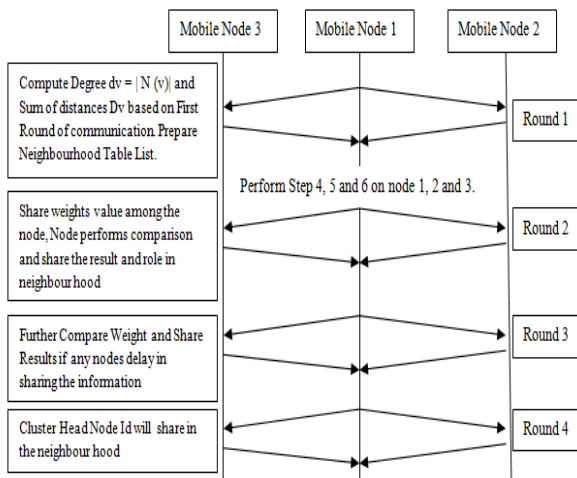 Mobile Node 3
Mobile Node 1
Mobile Node 2
Compute Degree dv = | N (v)| and
Sum of distances Dv based on First
Round of communication. Prepare
Neighbourhood Table List.
Round 1
Perform Step 4, 5 and 6 on node 1, 2 and 3.
Share weights value among the
node, Node performs comparison
and share the result and role in
neighbour hood
Round 2
Further Compare Weight and Share
Results if any nodes delay in
sharing the information
Round 3
Cluster Head Node Id will share in
the neighbour hood
Round 4